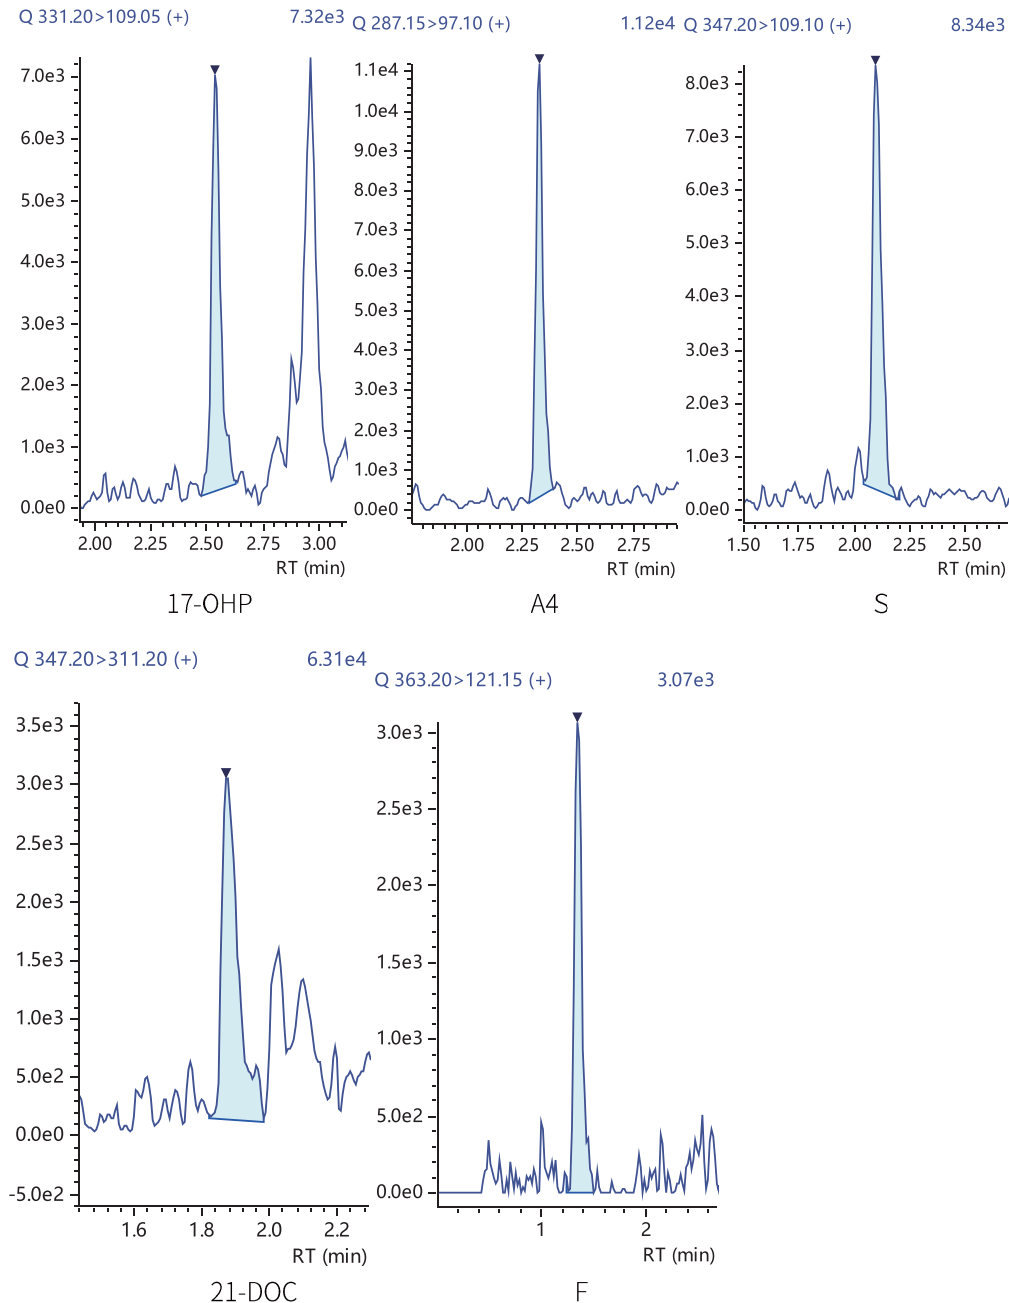 Q 331.20>109.05 (+) 7.32e3
7.0e3
6.0e3
5.0e3
4.0e3
3.0e3
2.0e3
1.0e3
0.0e0
2.00 2.25 2.50 2.75 3.00
RT (min)
17-OHP
Q 287.15>97.10 (+) 1.12e4
1.1e4
1.0e4
9.0e3
8.0e3
7.0e3
6.0e3
5.0e3
4.0e3
3.0e3
2.0e3
1.0e3
0.0e0
2.00 2.25 2.50 2.75
RT (min)
A4
Q 347.20>109.10 (+) 8.34e3
8.0e3
7.0e3
6.0e3
5.0e3
4.0e3
3.0e3
2.0e3
1.0e3
0.0e0
1.50 1.75 2.00 2.25 2.50
RT (min)
S
Q 347.20>311.20 (+) 6.31e4
3.5e3
3.0e3
2.5e3
2.0e3
1.5e3
1.0e3
5.0e2
0.0e0
-5.0e2
1.6 1.8 2.0 2.2
RT (min)
21-DOC
Q 363.20>121.15 (+) 3.07e3
3.0e3
2.5e3
2.0e3
1.5e3
1.0e3
5.0e2
0.0e0
1 2
RT (min)
F